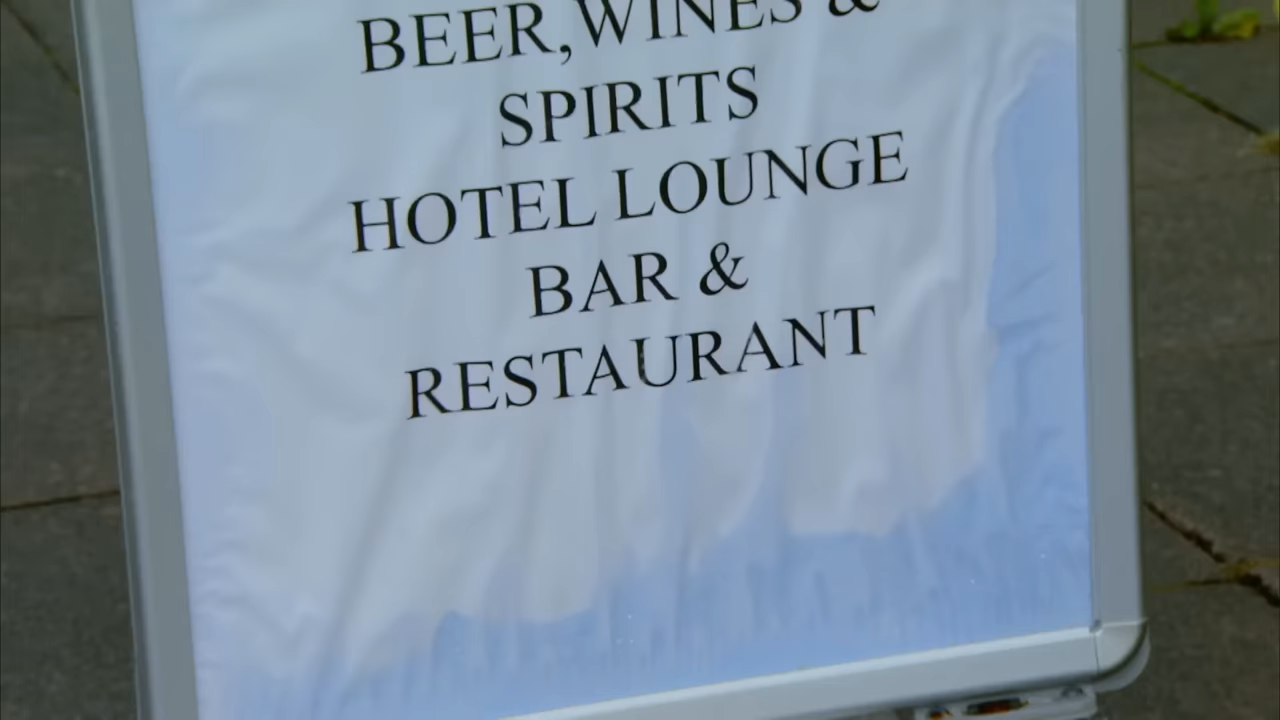 BEER,WINES &
SPIRITS
HOTEL LOUNGE
BAR &
RESTAURANT